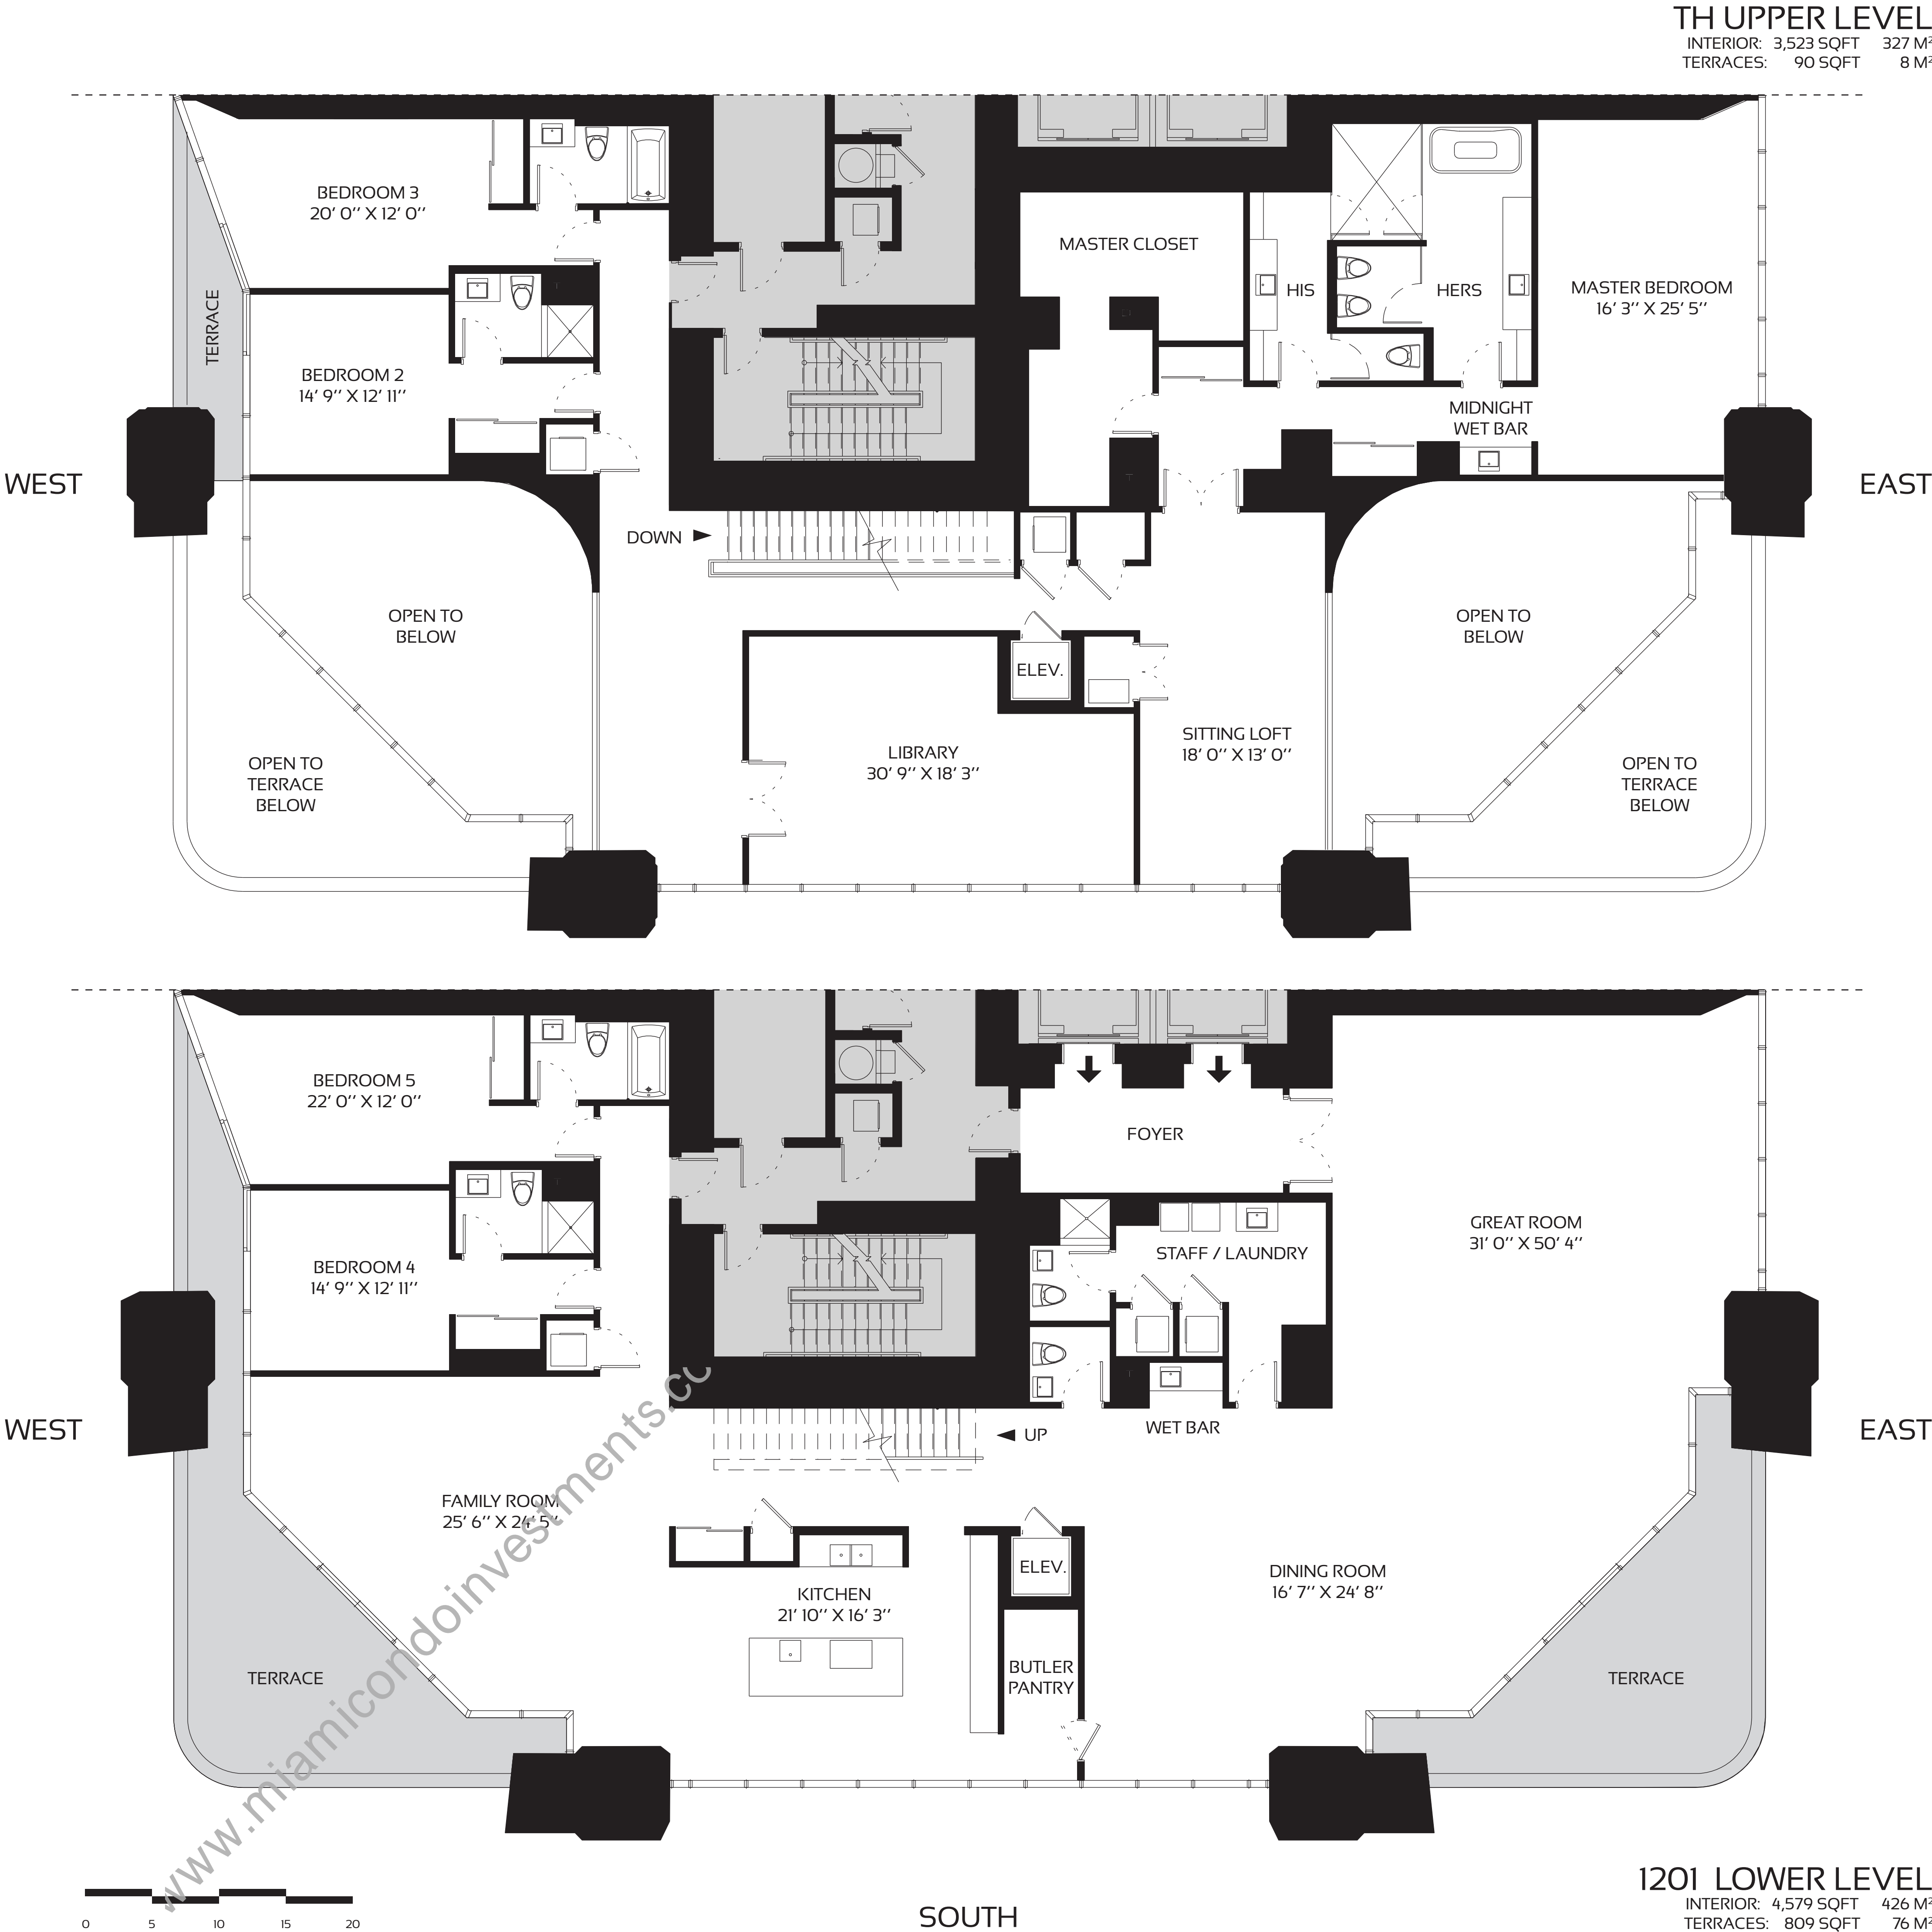 TH UPPER LEVEL
INTERIOR: 3,523 SQFT 327 M²
TERRACES: 90 SQFT 8 M²
BEDROOM 3
20' 0'' X 12' 0''
TERRACE
BEDROOM 2
14' 9'' X 12' 11''
MASTER CLOSET
HIS
HERS
MASTER BEDROOM
16' 3'' X 25' 5''
MIDNIGHT
WET BAR
WEST
EAST
DOWN
OPEN TO
BELOW
OPEN TO
BELOW
ELEV.
LIBRARY
30' 9'' X 18' 3''
SITTING LOFT
18' 0'' X 13' 0''
OPEN TO
TERRACE
BELOW
OPEN TO
TERRACE
BELOW
BEDROOM 5
22' 0'' X 12' 0''
FOYER
BEDROOM 4
14' 9'' X 12' 11''
STAFF / LAUNDRY
GREAT ROOM
31' 0'' X 50' 4''
WEST
EAST
UP
WET BAR
FAMILY ROOM
25' 6'' X 24' 5''
ELEV.
KITCHEN
21' 10'' X 16' 3''
DINING ROOM
16' 7'' X 24' 8''
BUTLER
PANTRY
TERRACE
TERRACE
www.miamicondoinvestments.co
0 5 10 15 20
SOUTH
1201 LOWER LEVEL
INTERIOR: 4,579 SQFT 426 M²
TERRACES: 809 SQFT 76 M²